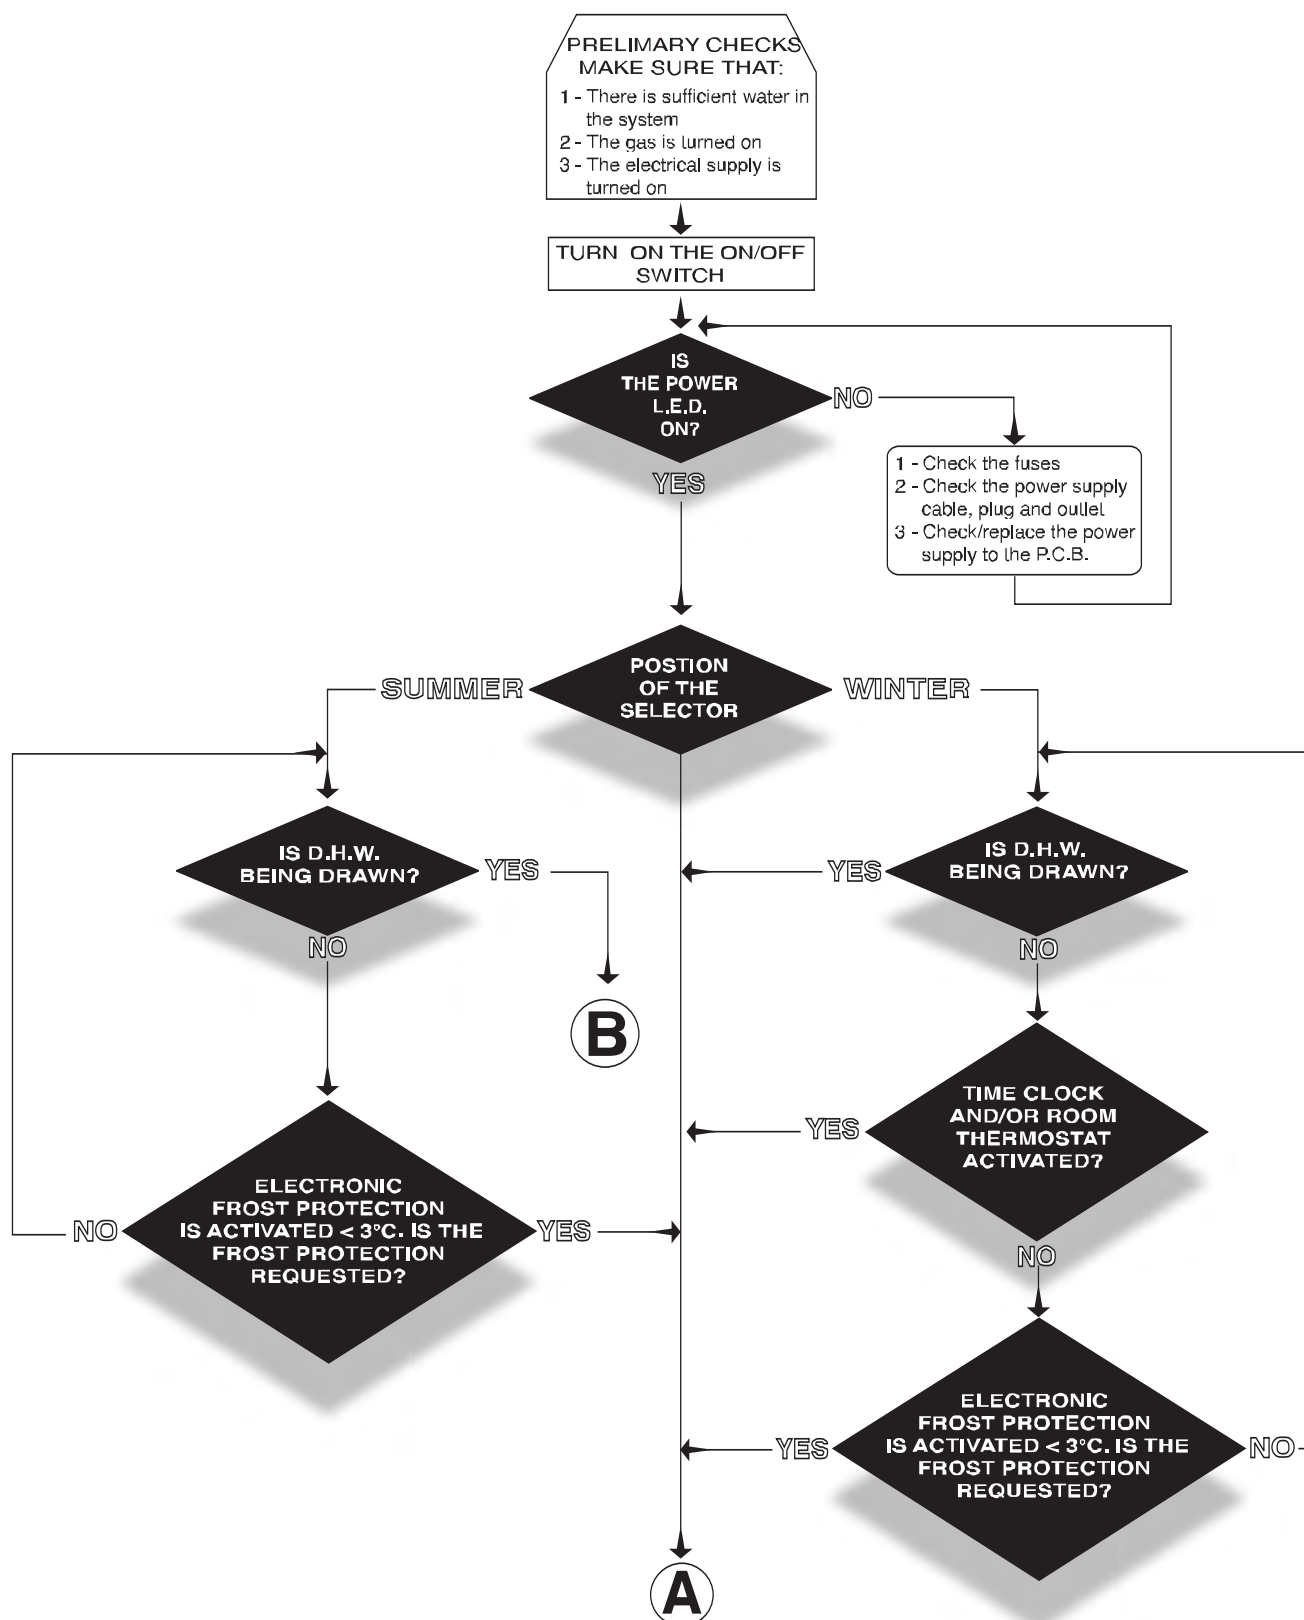 PRELIMARY CHECKS
MAKE SURE THAT:
1 - There is sufficient water in
the system
2 - The gas is turned on
3 - The electrical supply is
turned on
TURN ON THE ON/OFF
SWITCH
IS
THE POWER
L.E.D.
ON?
NO
YES
1 - Check the fuses
2 - Check the power supply
cable, plug and outlet
3 - Check/replace the power
supply to the P.C.B.
POSTION
OF THE
SELECTOR
SUMMER
WINTER
IS D.H.W.
BEING DRAWN?
YES
NO
B
IS D.H.W.
BEING DRAWN?
YES
NO
TIME CLOCK
AND/OR ROOM
THERMOSTAT
ACTIVATED?
YES
NO
ELECTRONIC
FROST PROTECTION
IS ACTIVATED < 3°C. IS THE
FROST PROTECTION
REQUESTED?
NO
YES
ELECTRONIC
FROST PROTECTION
IS ACTIVATED < 3°C. IS THE
FROST PROTECTION
REQUESTED?
YES
NO
A